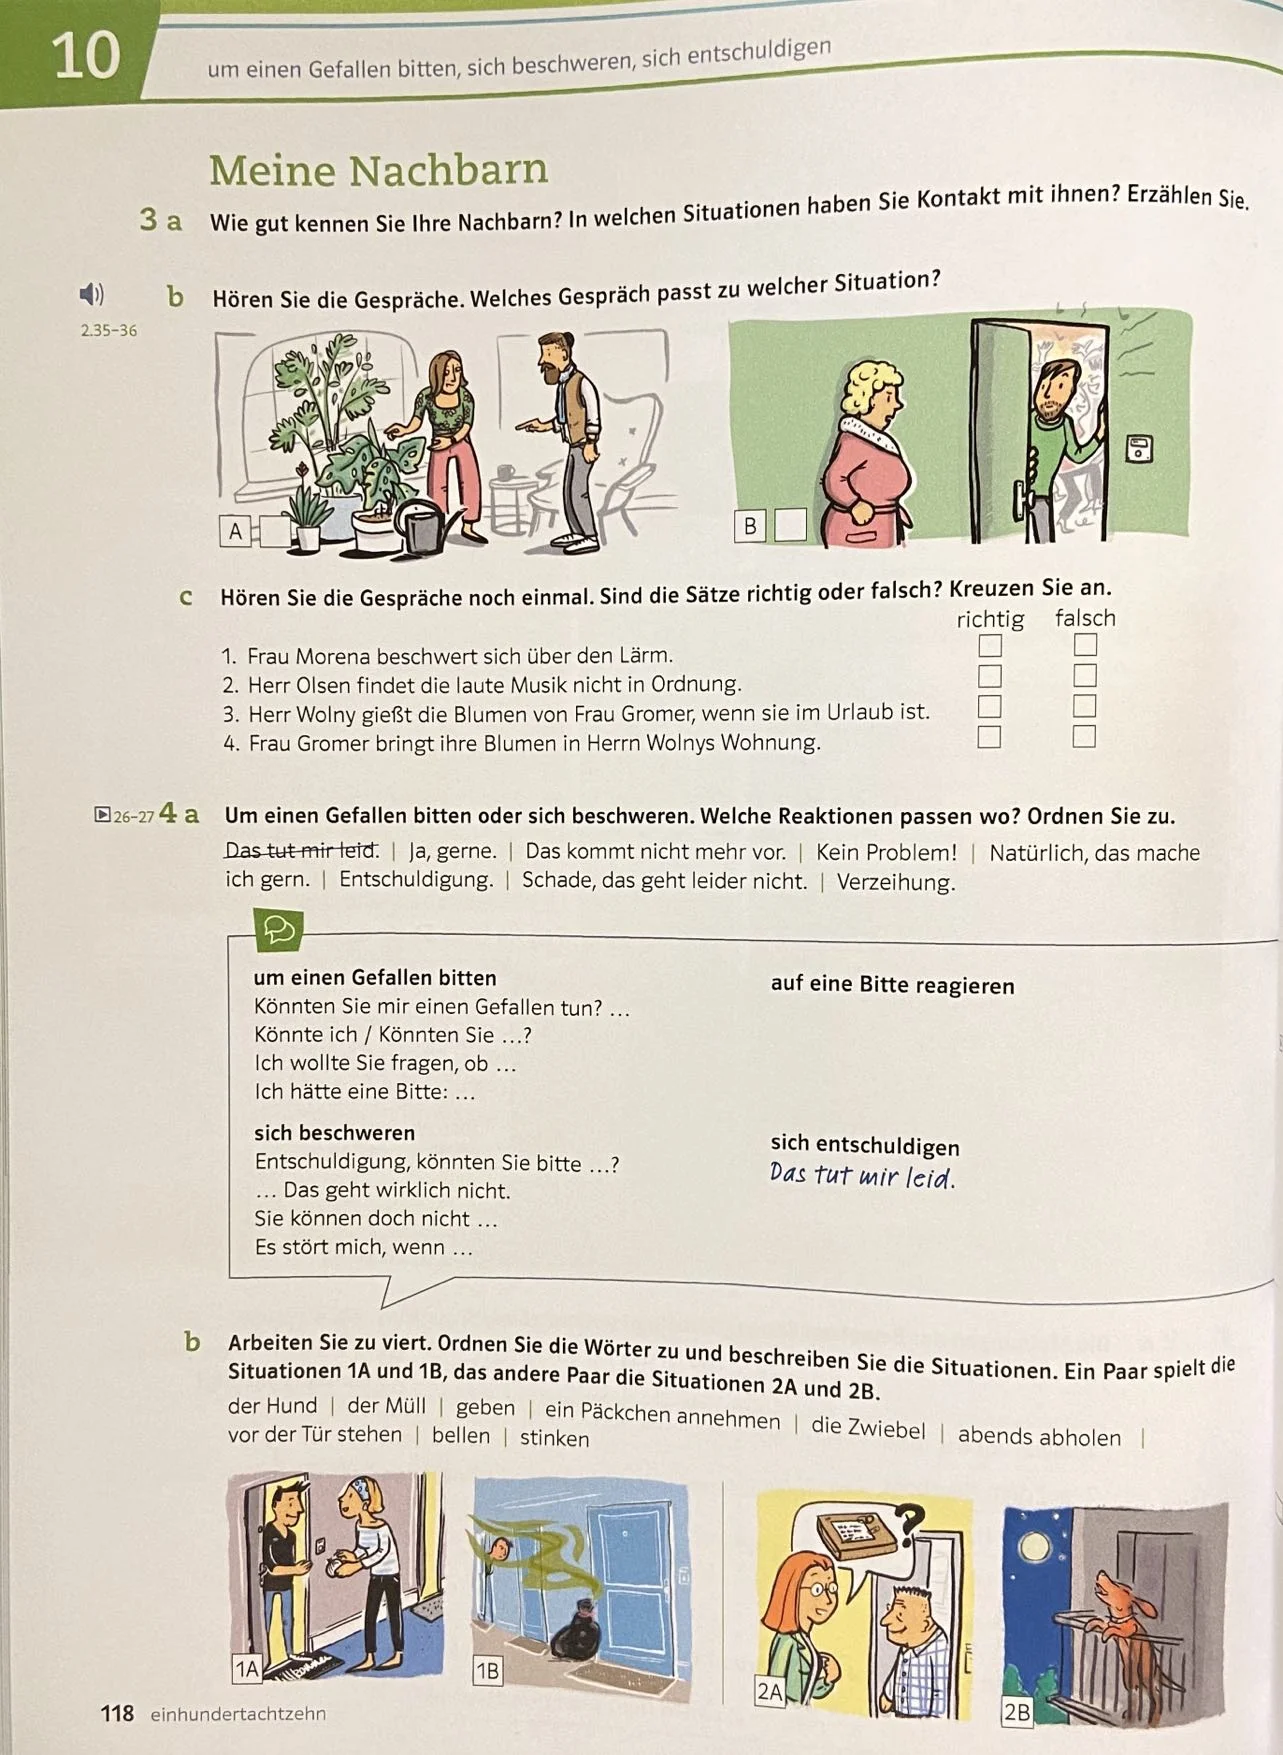 10
um einen Gefallen bitten, sich beschweren, sich entschuldigen
Meine Nachbarn
3 a Wie gut kennen Sie Ihre Nachbarn? In welchen Situationen haben Sie Kontakt mit ihnen? Erzählen Sie.
b Hören Sie die Gespräche. Welches Gespräch passt zu welcher Situation?
2.35–36
A
B
c Hören Sie die Gespräche noch einmal. Sind die Sätze richtig oder falsch? Kreuzen Sie an.
richtig falsch
1. Frau Morena beschwert sich über den Lärm.
2. Herr Olsen findet die laute Musik nicht in Ordnung.
3. Herr Wolny gießt die Blumen von Frau Gromer, wenn sie im Urlaub ist.
4. Frau Gromer bringt ihre Blumen in Herrn Wolnys Wohnung.
26–27 4 a Um einen Gefallen bitten oder sich beschweren. Welche Reaktionen passen wo? Ordnen Sie zu.
Das tut mir leid. | Ja, gerne. | Das kommt nicht mehr vor. | Kein Problem! | Natürlich, das mache
ich gern. | Entschuldigung. | Schade, das geht leider nicht. | Verzeihung.
um einen Gefallen bitten
Könnten Sie mir einen Gefallen tun? ...
Könnte ich / Könnten Sie ...?
Ich wollte Sie fragen, ob ...
Ich hätte eine Bitte: ...
auf eine Bitte reagieren
sich beschweren
Entschuldigung, könnten Sie bitte ...?
... Das geht wirklich nicht.
Sie können doch nicht ...
Es stört mich, wenn ...
sich entschuldigen
Das tut mir leid.
b Arbeiten Sie zu viert. Ordnen Sie die Wörter zu und beschreiben Sie die Situationen. Ein Paar spielt die
Situationen 1A und 1B, das andere Paar die Situationen 2A und 2B.
der Hund | der Müll | geben | ein Päckchen annehmen | die Zwiebel | abends abholen |
vor der Tür stehen | bellen | stinken
?
1A
1B
2A
2B
118 einhundertachtzehn